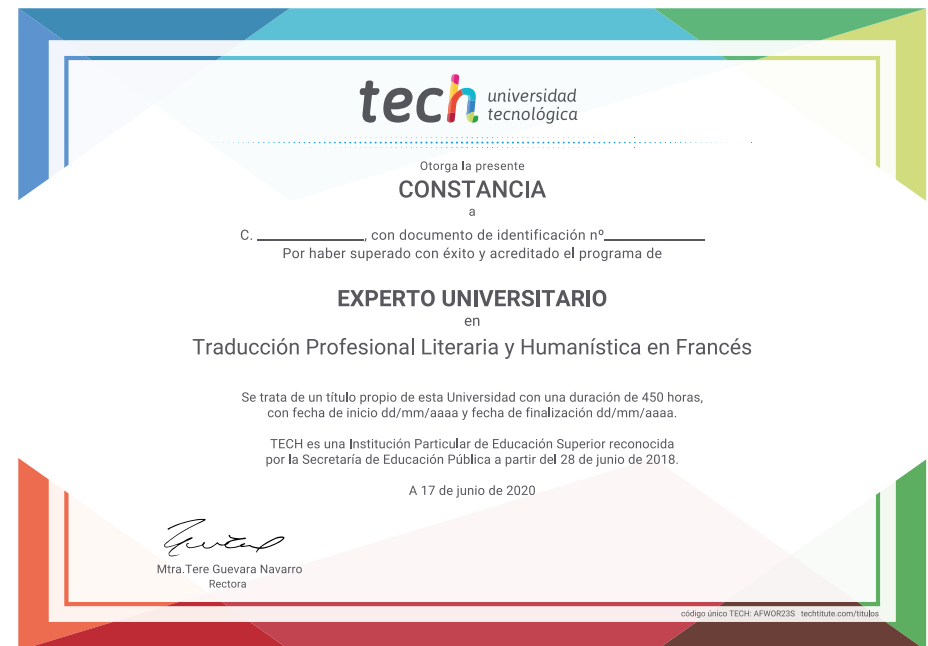 tech universidad
tecnológica
Otorga la presente
CONSTANCIA
a
C. ____________, con documento de identificación nº____________
Por haber superado con éxito y acreditado el programa de
EXPERTO UNIVERSITARIO
en
Traducción Profesional Literaria y Humanística en Francés
Se trata de un título propio de esta Universidad con una duración de 450 horas,
con fecha de inicio dd/mm/aaaa y fecha de finalización dd/mm/aaaa.
TECH es una Institución Particular de Educación Superior reconocida
por la Secretaría de Educación Pública a partir del 28 de junio de 2018.
A 17 de junio de 2020
Mtra.Tere Guevara Navarro
Rectora
código único TECH: AFWOR23S techtitute.com/titulos